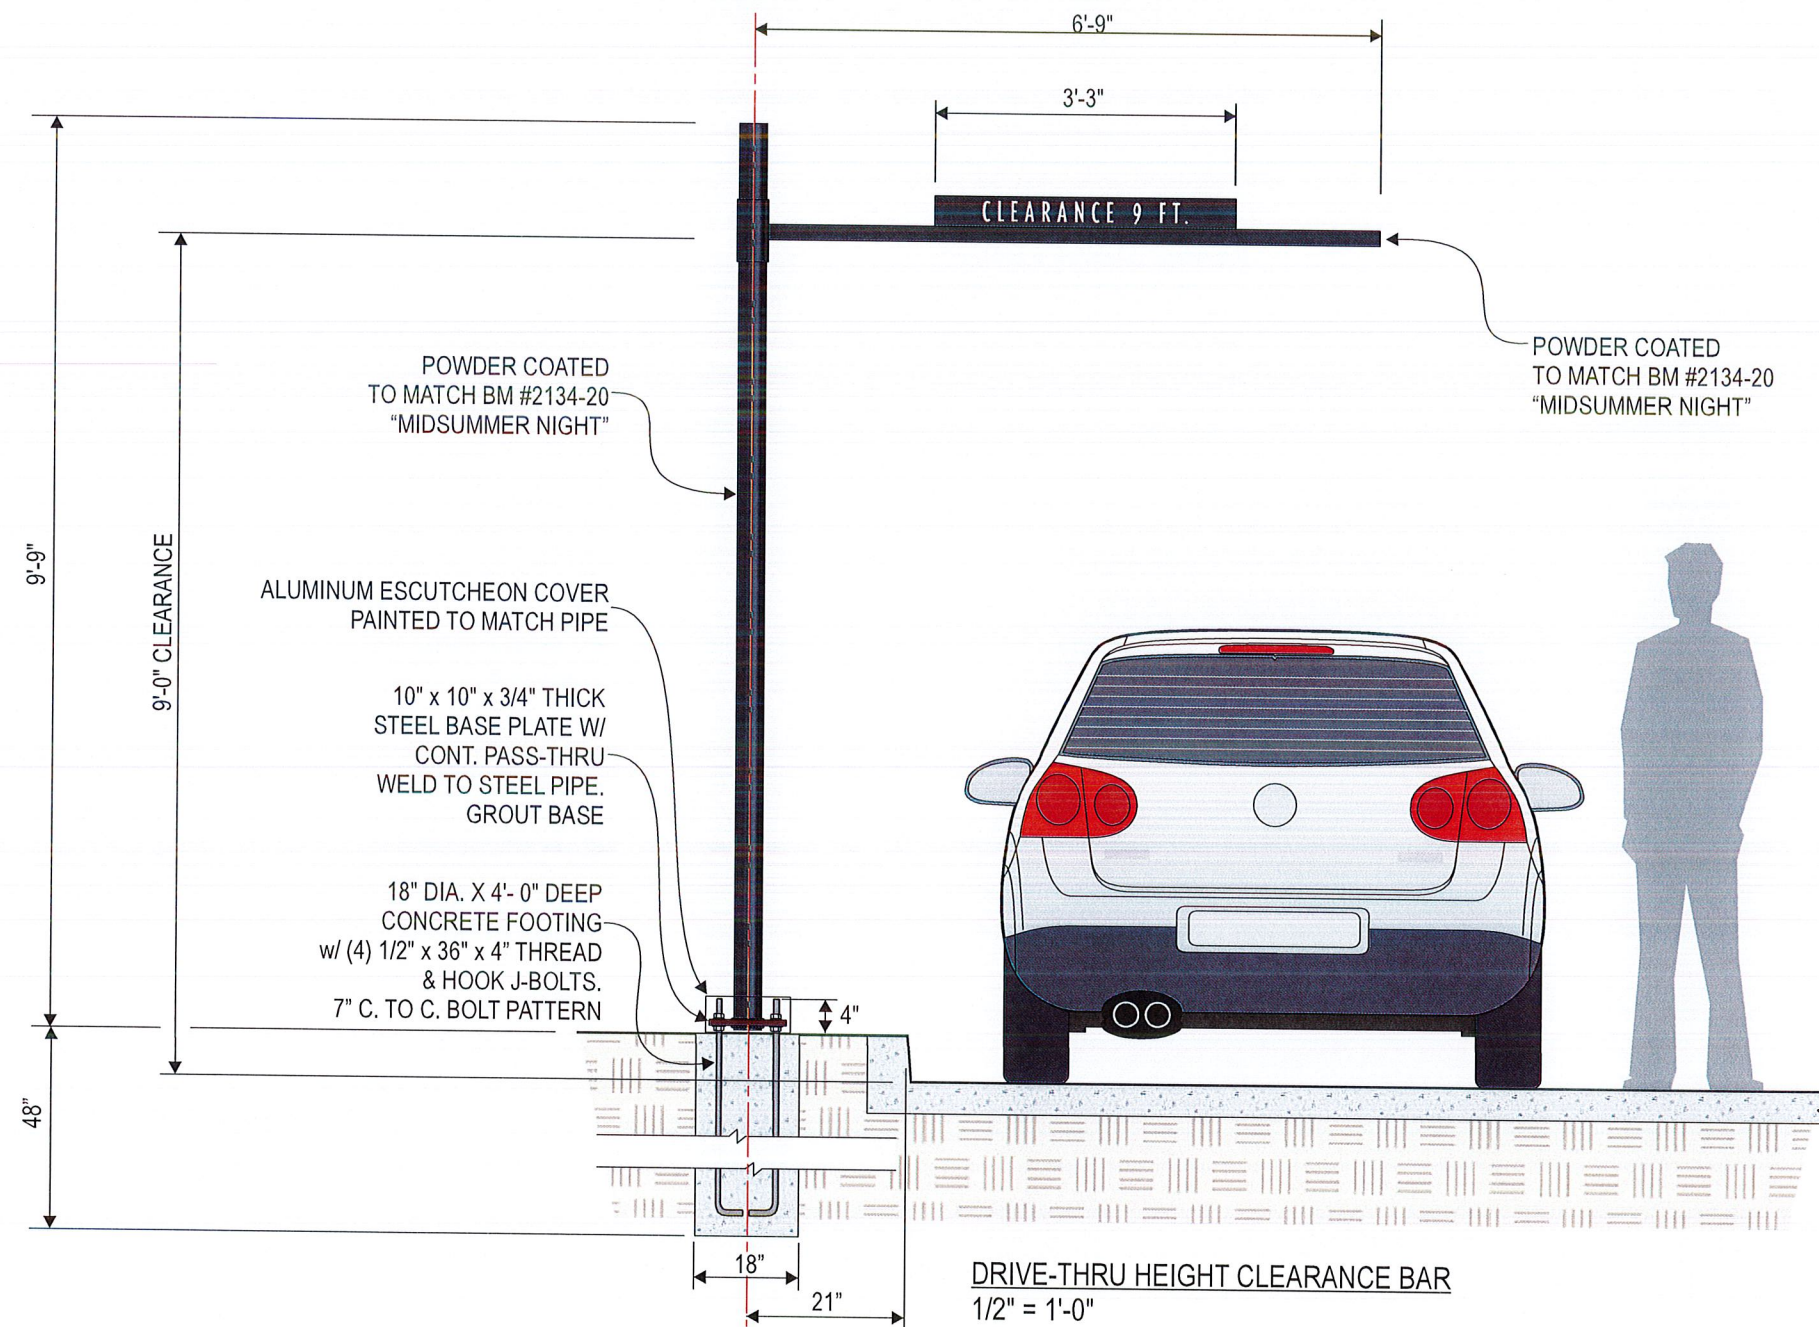 6'-9"
3'-3"
CLEARANCE 9 FT.
POWDER COATED
TO MATCH BM #2134-20
“MIDSUMMER NIGHT”
POWDER COATED
TO MATCH BM #2134-20
“MIDSUMMER NIGHT”
9'-9"
9'-0" CLEARANCE
ALUMINUM ESCUTCHEON COVER
PAINTED TO MATCH PIPE
10" x 10" x 3/4" THICK
STEEL BASE PLATE W/
CONT. PASS-THRU
WELD TO STEEL PIPE.
GROUT BASE
18" DIA. X 4'- 0" DEEP
CONCRETE FOOTING
w/ (4) 1/2" x 36" x 4” THREAD
& HOOK J-BOLTS.
7” C. TO C. BOLT PATTERN
4"
48”
18”
21”
DRIVE-THRU HEIGHT CLEARANCE BAR
1/2" = 1'-0"